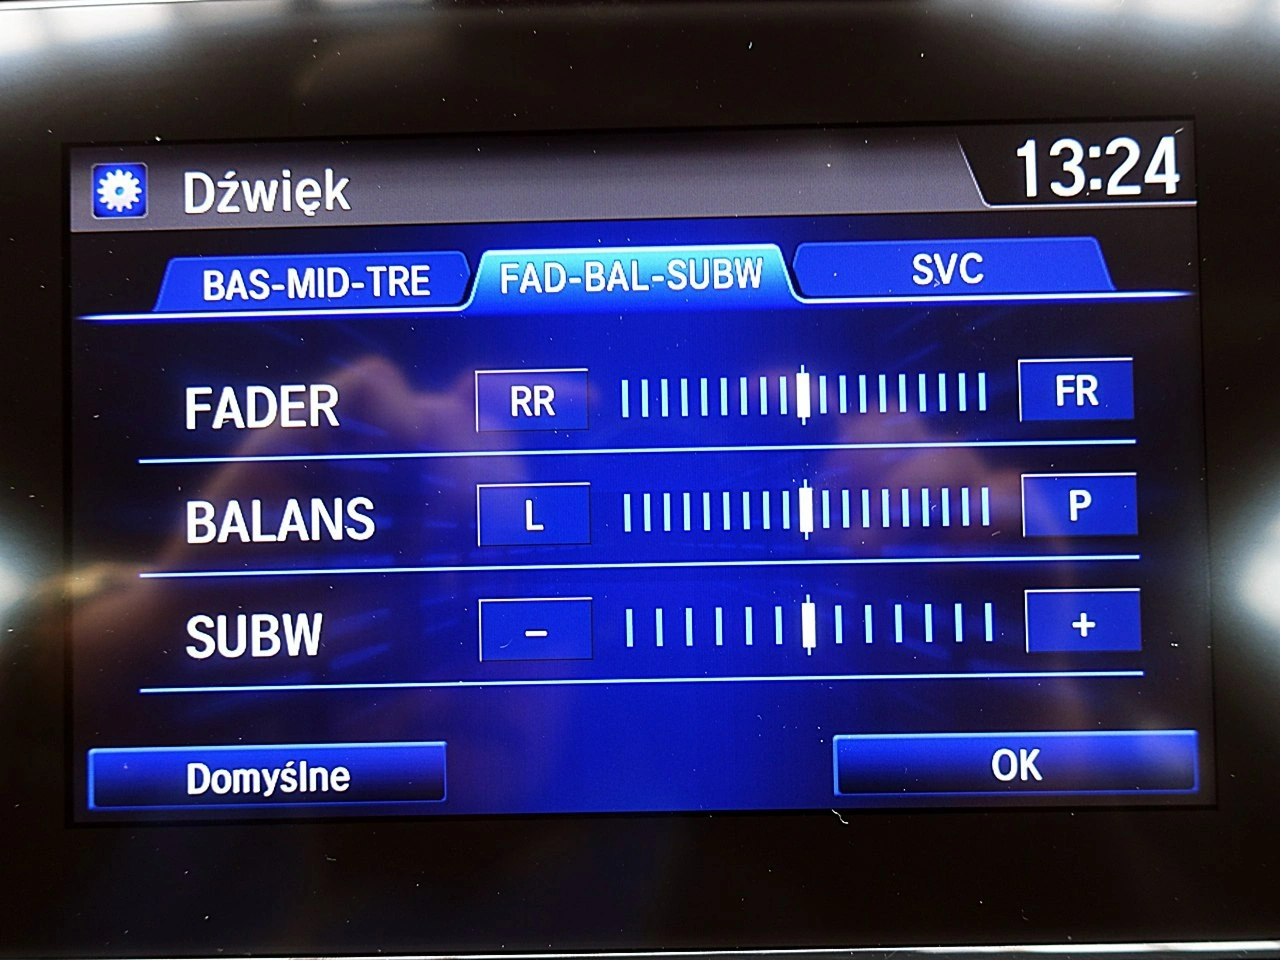 Dźwięk 13:24
BAS-MID-TRE FAD-BAL-SUBW SVC
FADER RR FR
BALANS L P
SUBW − +
Domyślne OK